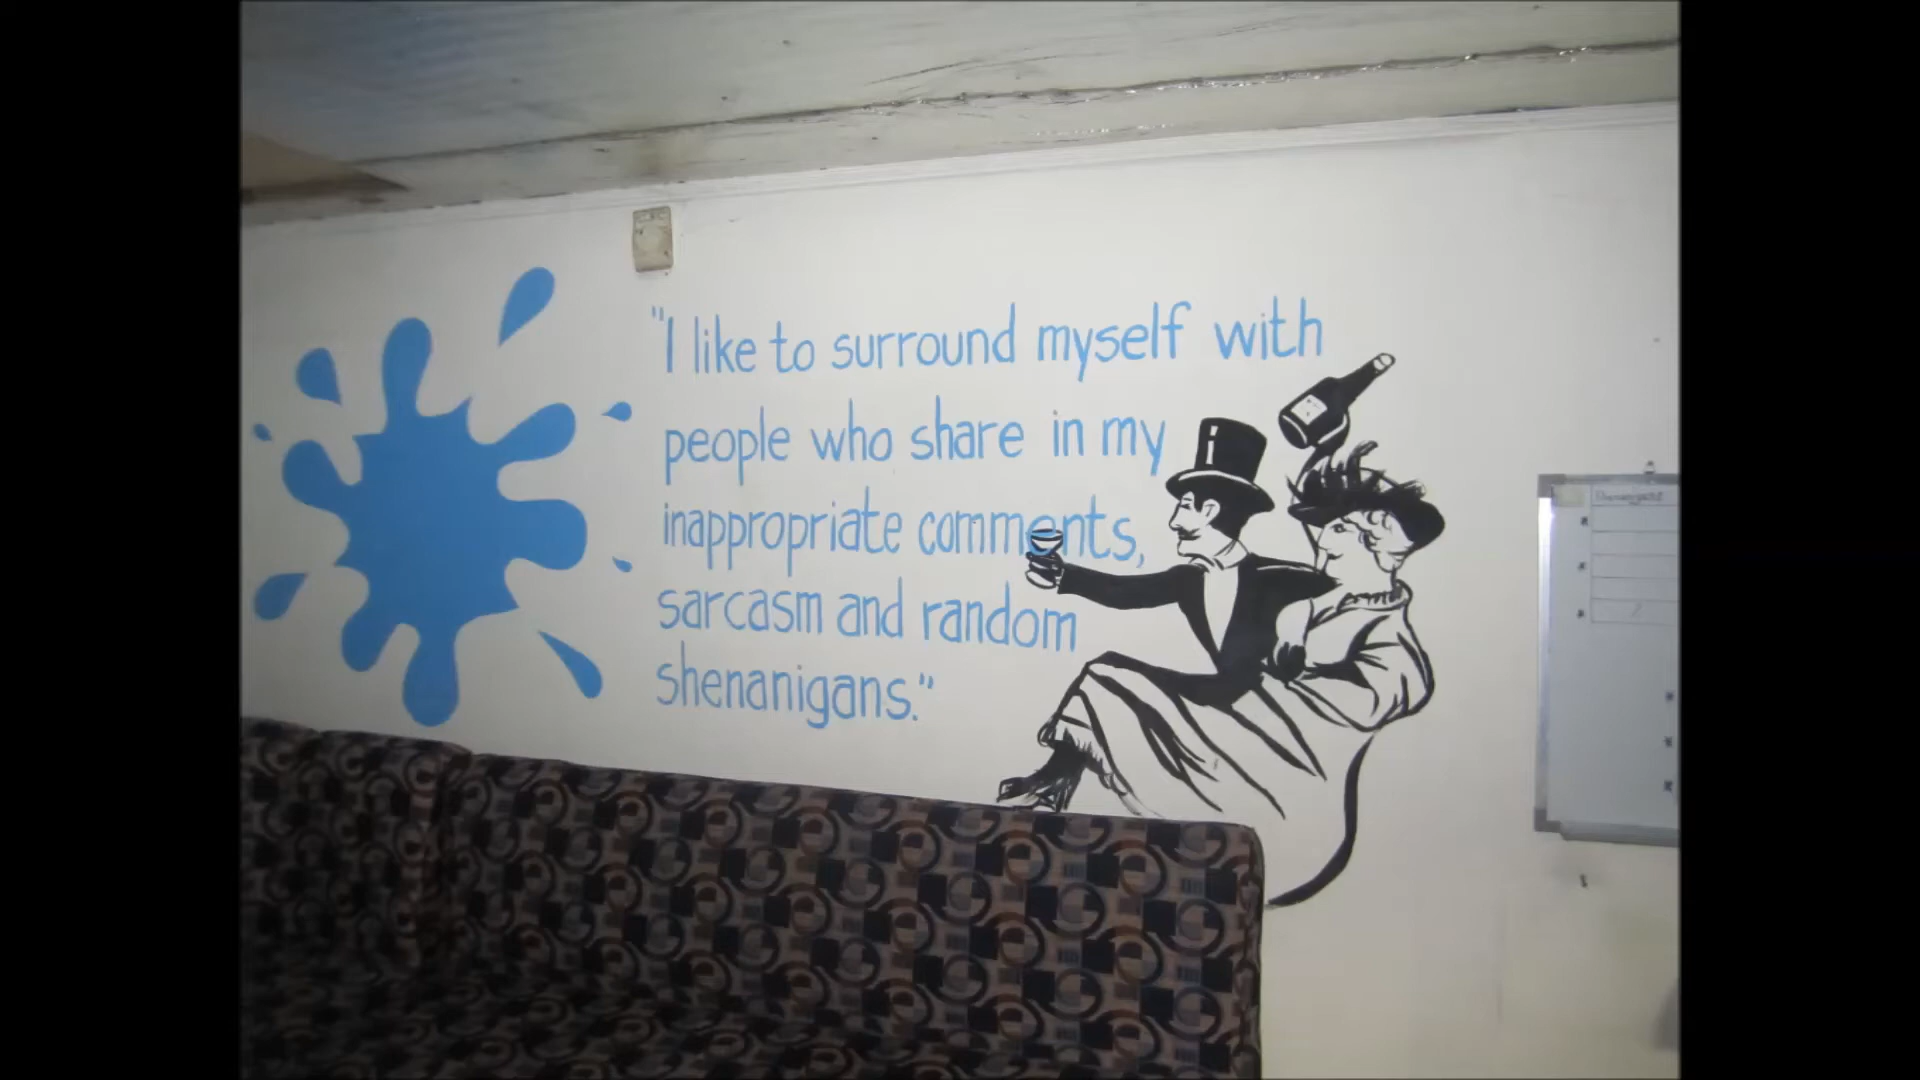 "I like to surround myself with
people who share in my
inappropriate comments,
sarcasm and random
shenanigans."